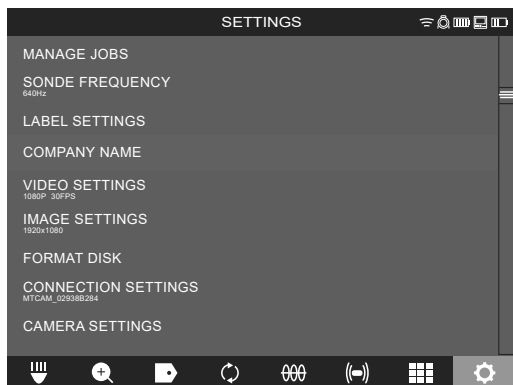 SETTINGS
MANAGE JOBS
SONDE FREQUENCY
640Hz
LABEL SETTINGS
COMPANY NAME
VIDEO SETTINGS
1080P 30FPS
IMAGE SETTINGS
1920x1080
FORMAT DISK
CONNECTION SETTINGS
MTCAM_02938B284
CAMERA SETTINGS